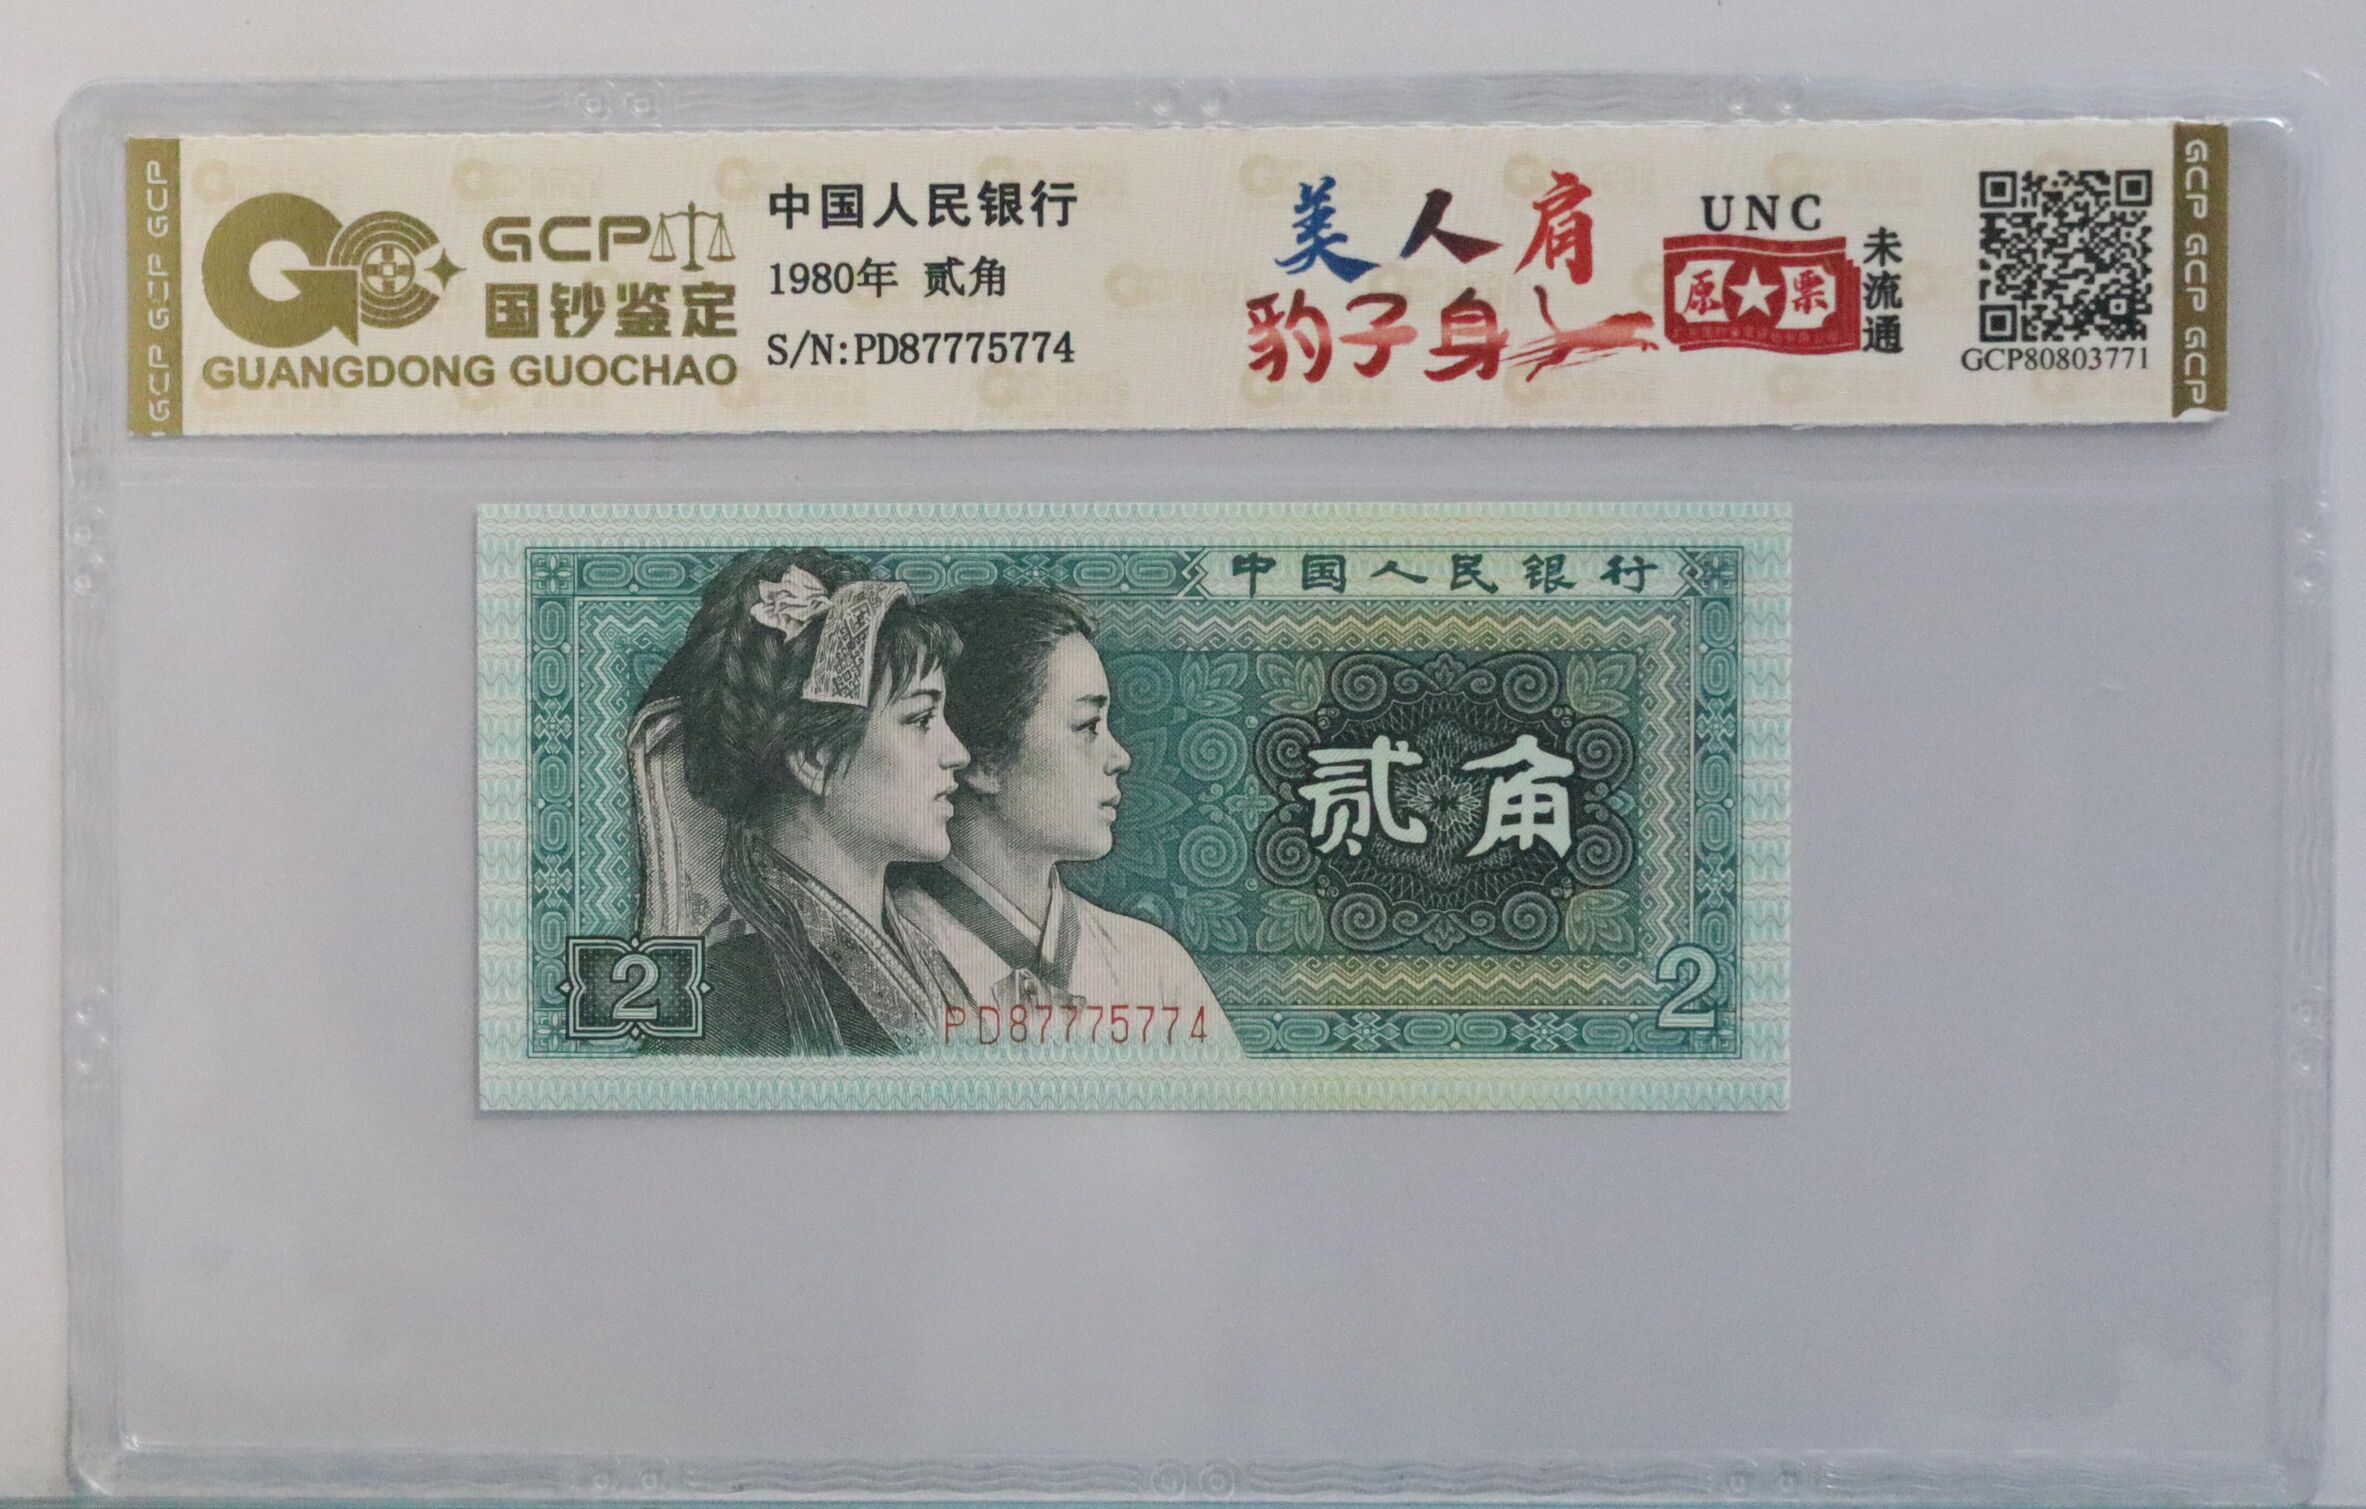 GCP GCP GCP
GCP
国钞鉴定
GUANGDONG GUOCHAO
中国人民银行
1980年 贰角
S/N:PD87775774
美人肩
豹子身
UNC
原票
未流通
GCP80803771
GCP GCP GCP
中国人民银行
贰角
2
PD87775774
2